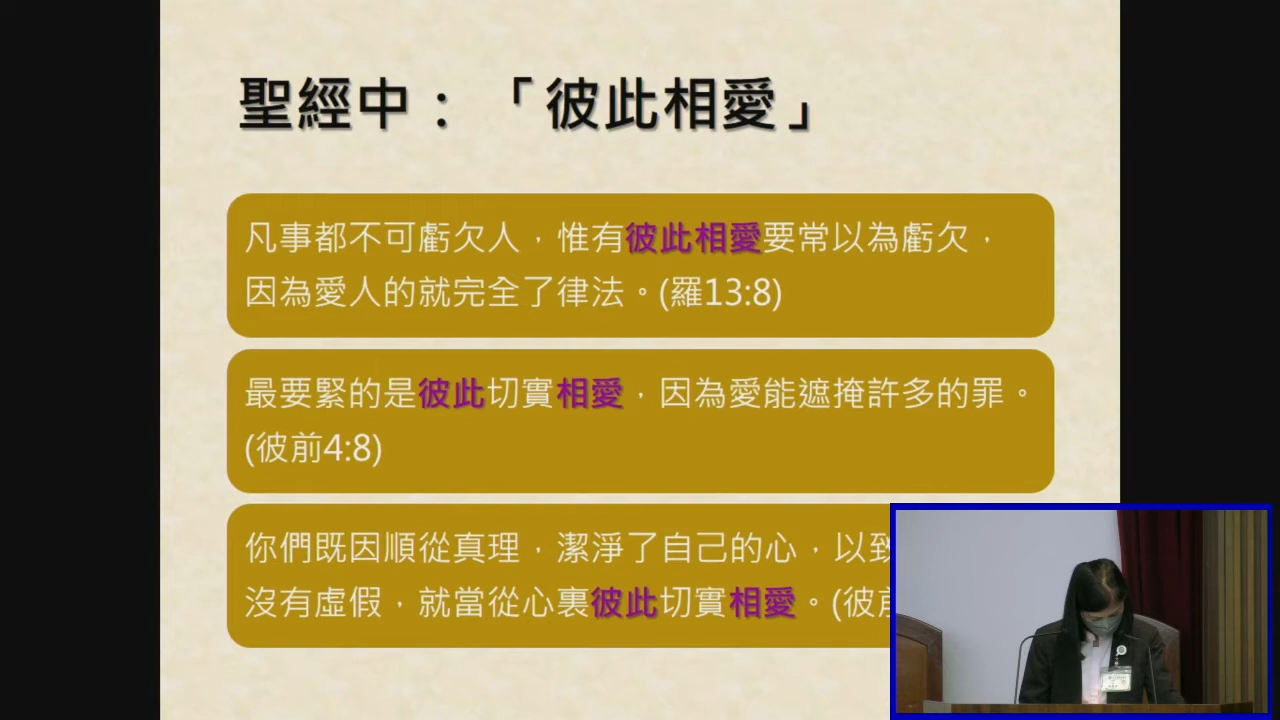 聖經中：「彼此相愛」
凡事都不可虧欠人，惟有彼此相愛要常以為虧欠，
因為愛人的就完全了律法。(羅13:8)
最要緊的是彼此切實相愛，因為愛能遮掩許多的罪。
(彼前4:8)
你們既因順從真理，潔淨了自己的心，以致
沒有虛假，就當從心裏彼此切實相愛。(彼前